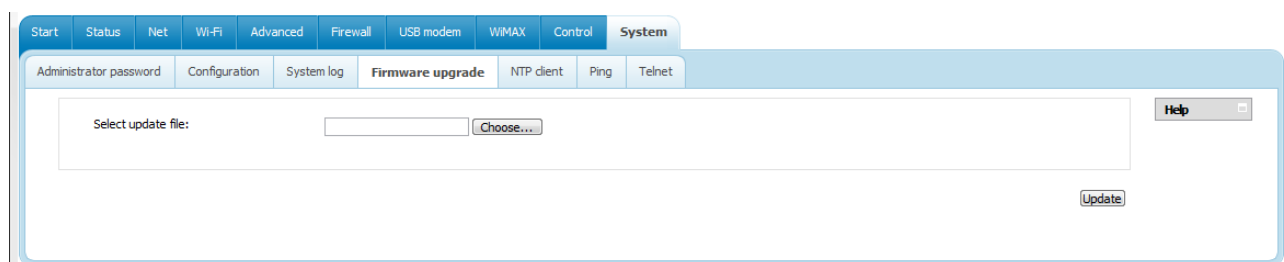 Start Status Net Wi-Fi Advanced Firewall USB modem WiMAX Control System
Administrator password Configuration System log Firmware upgrade NTP client Ping Telnet
Help
Select update file: Choose...
Update